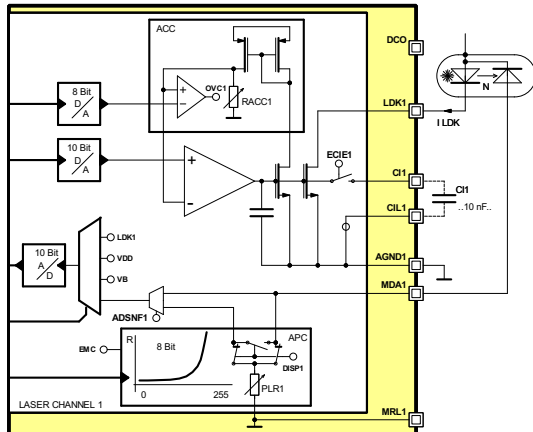 ACC
DCO
8 Bit
D
A
OVC1
RACC1
N
LDK1
I LDK
10 Bit
D
A
ECIE1
+
-
+
-
CI1
CI1
..10 nF..
CIL1
LDK1
10 Bit
A
D
VDD
VB
AGND1
MDA1
ADSNF1
EMC
R
8 Bit
APC
DISP1
PLR1
0
255
LASER CHANNEL 1
MRL1